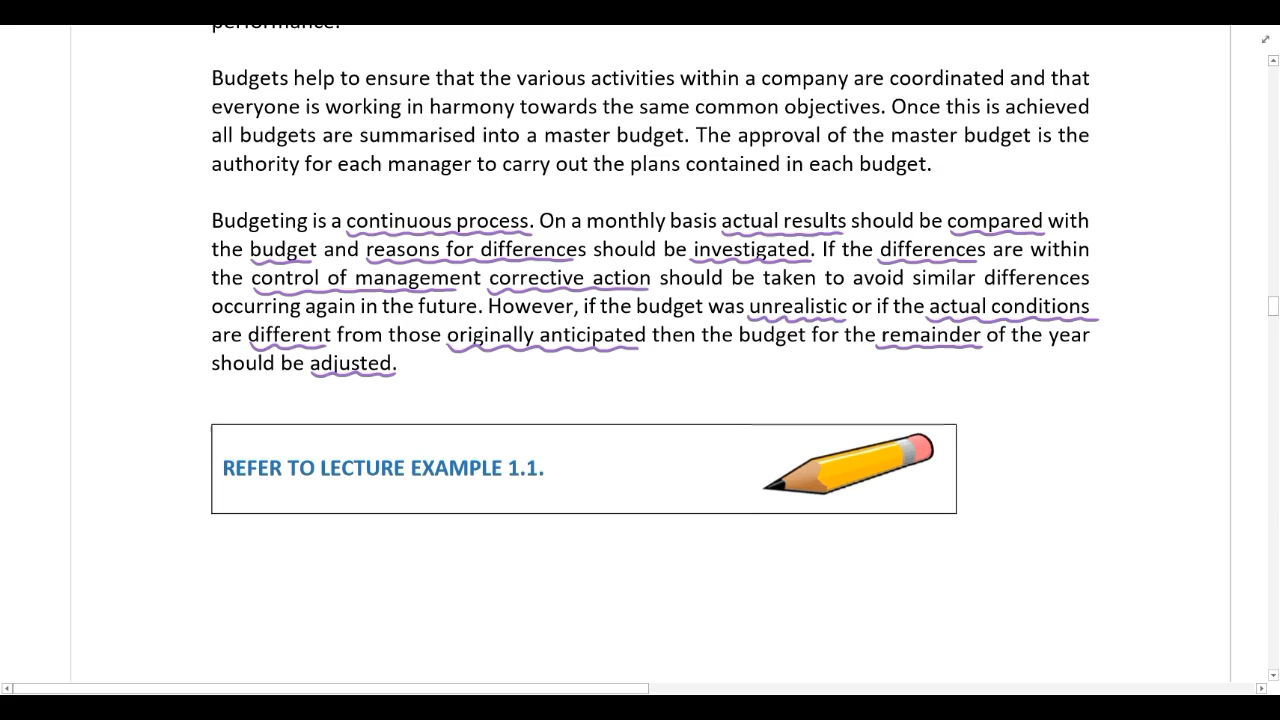 performance.
Budgets help to ensure that the various activities within a company are coordinated and that
everyone is working in harmony towards the same common objectives. Once this is achieved
all budgets are summarised into a master budget. The approval of the master budget is the
authority for each manager to carry out the plans contained in each budget.
Budgeting is a continuous process. On a monthly basis actual results should be compared with
the budget and reasons for differences should be investigated. If the differences are within
the control of management corrective action should be taken to avoid similar differences
occurring again in the future. However, if the budget was unrealistic or if the actual conditions
are different from those originally anticipated then the budget for the remainder of the year
should be adjusted.
REFER TO LECTURE EXAMPLE 1.1.